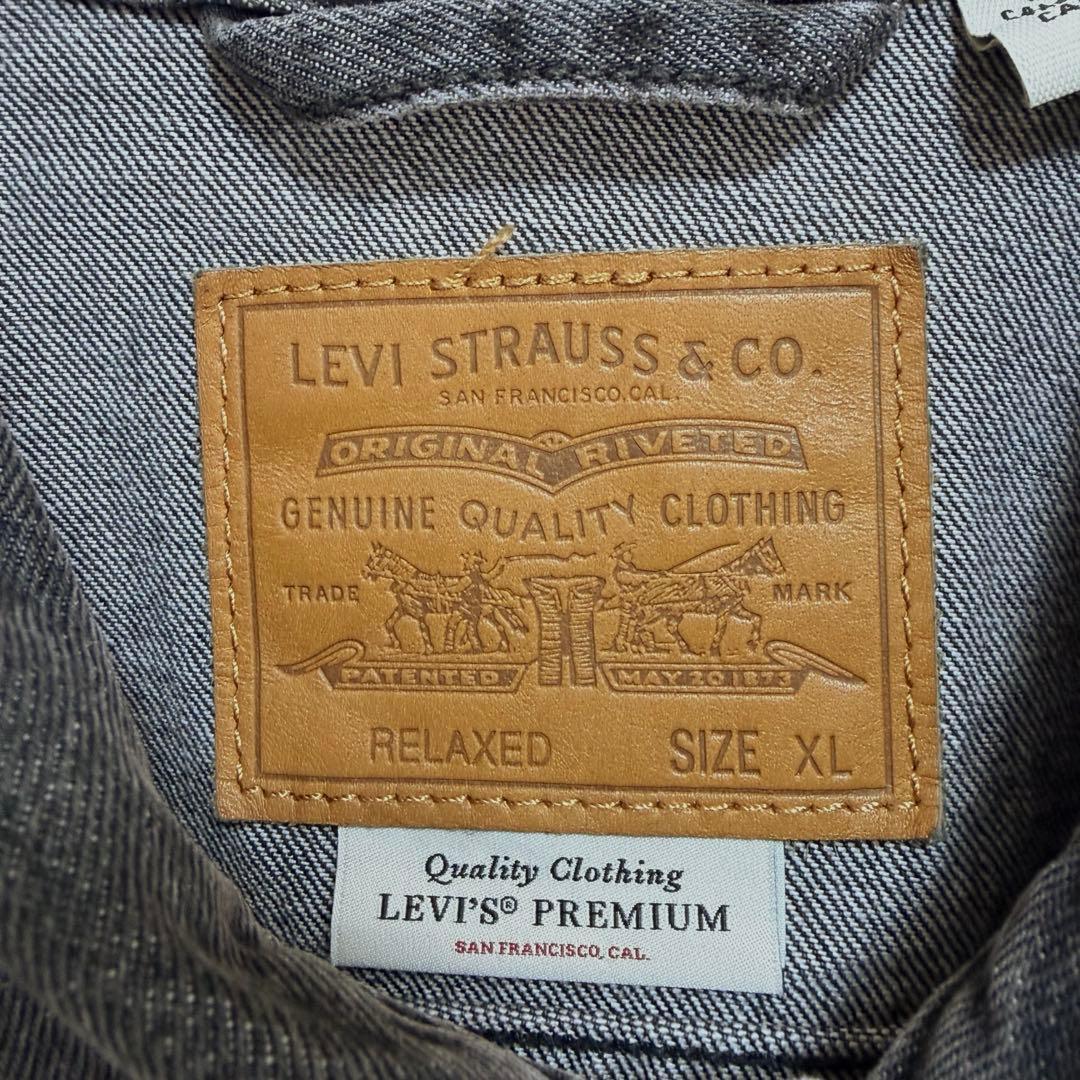 LEVI STRAUSS & CO.
SAN FRANCISCO, CAL.
ORIGINAL RIVETED
GENUINE QUALITY CLOTHING
TRADE MARK
PATENTED MAY 20 1873
RELAXED SIZE XL
Quality Clothing
LEVI'S® PREMIUM
SAN FRANCISCO, CAL.